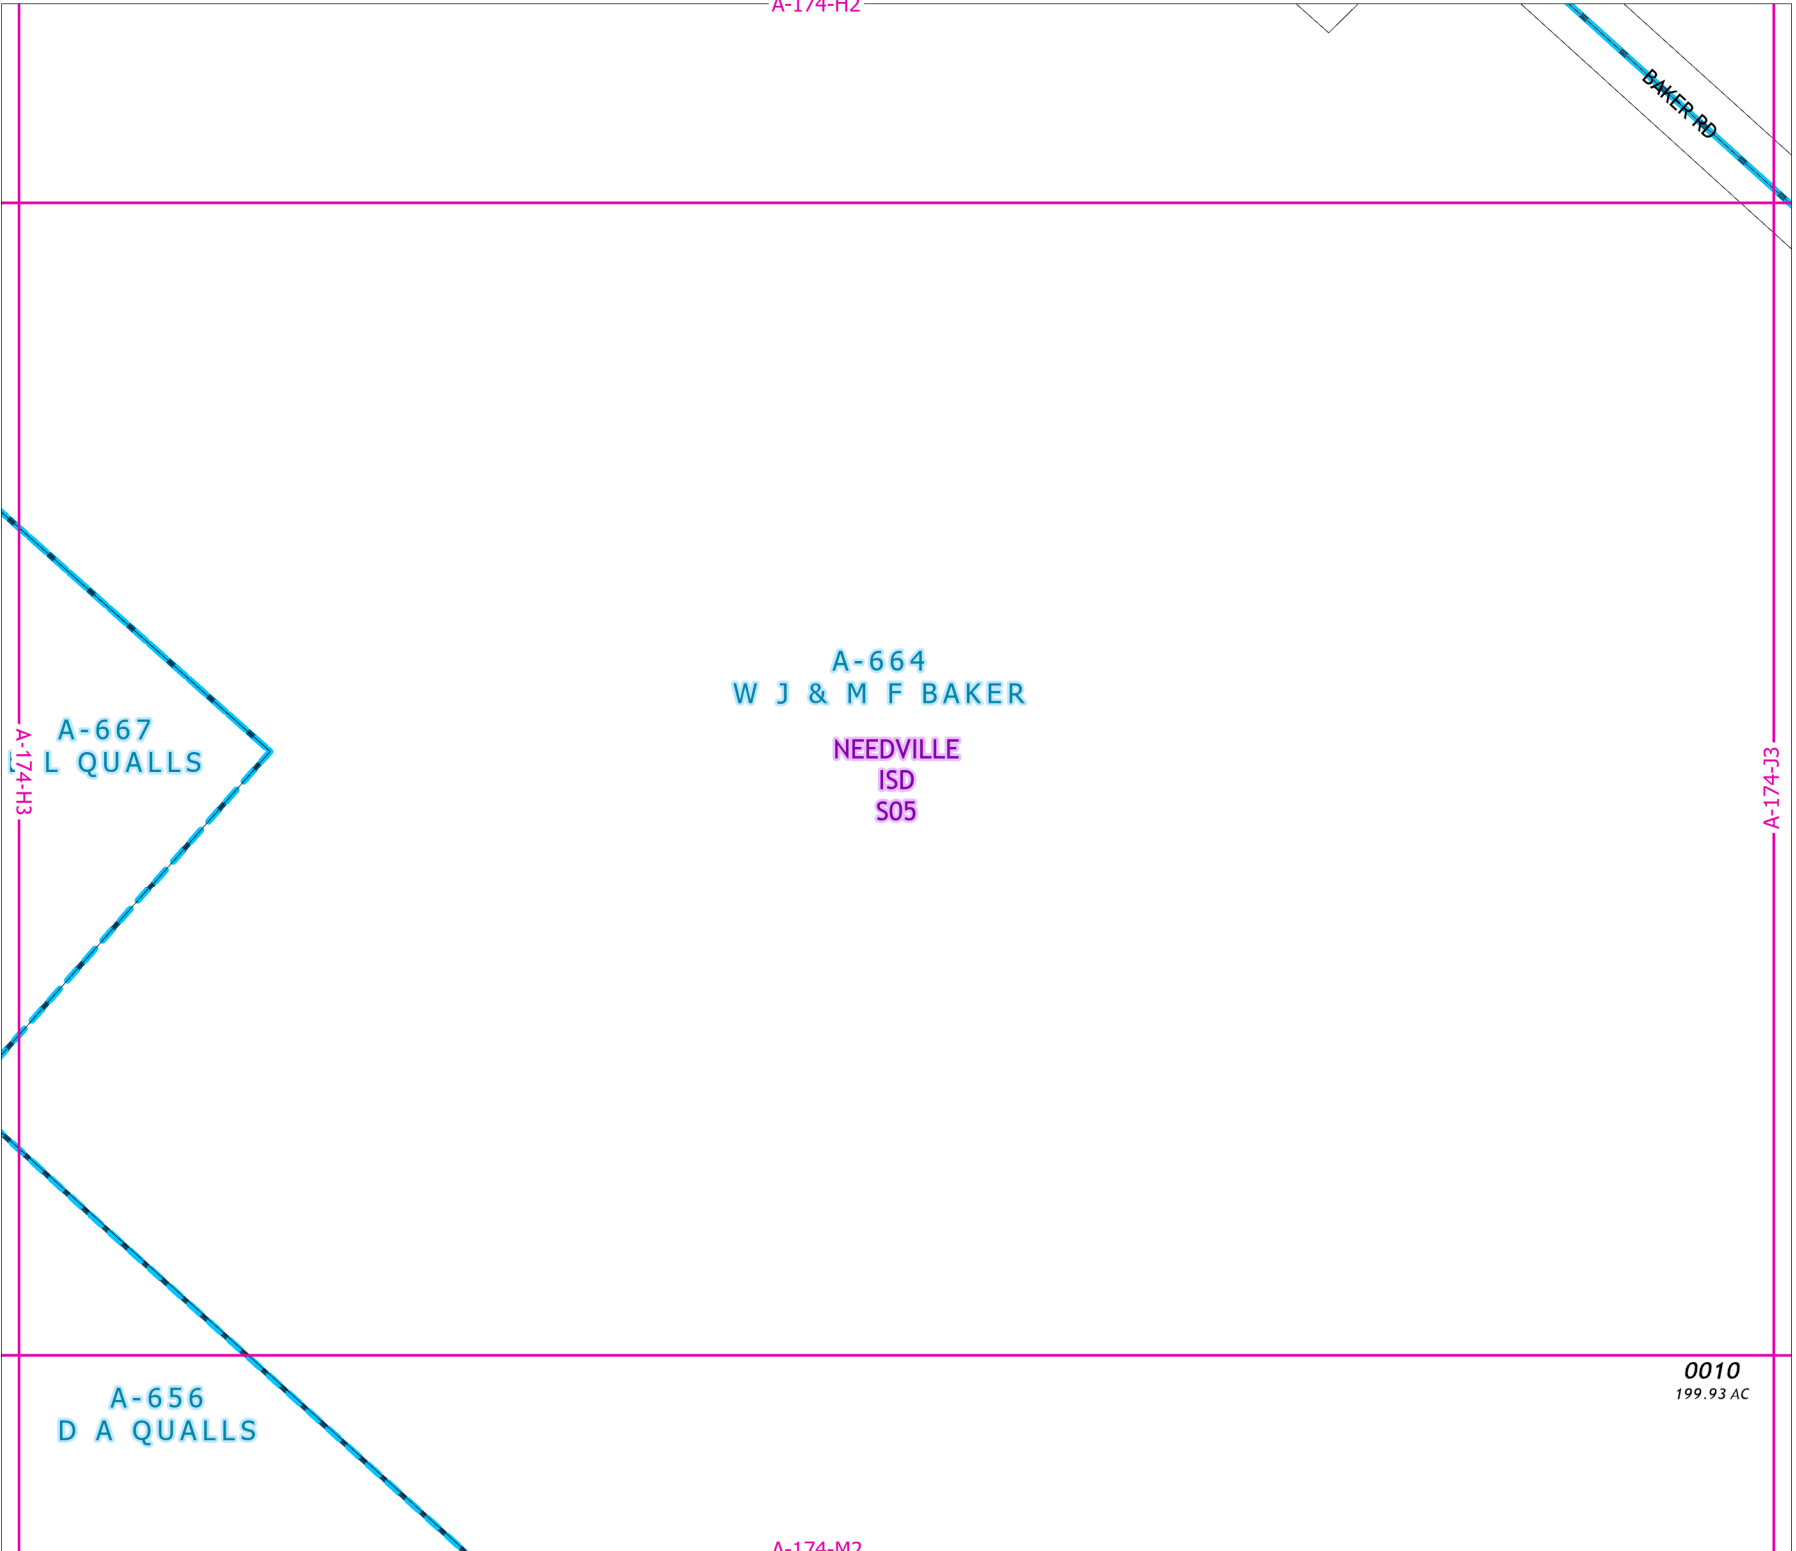 A-174-H2
BAKER RD
A-664
W J & M F BAKER
A-667
L QUALLS
NEEDVILLE
ISD
S05
A-174-H3
A-174-J3
0010
199.93 AC
A-656
D A QUALLS
A-174-M2